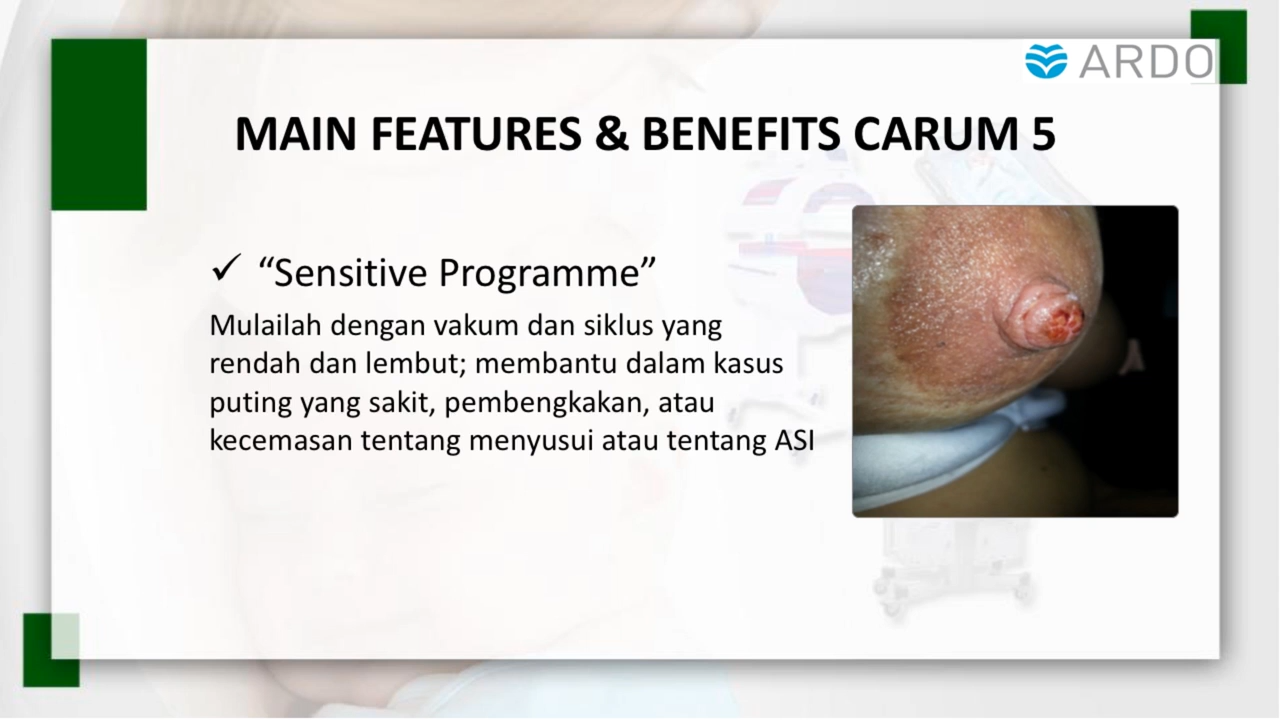 ARDO
MAIN FEATURES & BENEFITS CARUM 5
✓ “Sensitive Programme”
Mulailah dengan vakum dan siklus yang
rendah dan lembut; membantu dalam kasus
puting yang sakit, pembengkakan, atau
kecemasan tentang menyusui atau tentang ASI